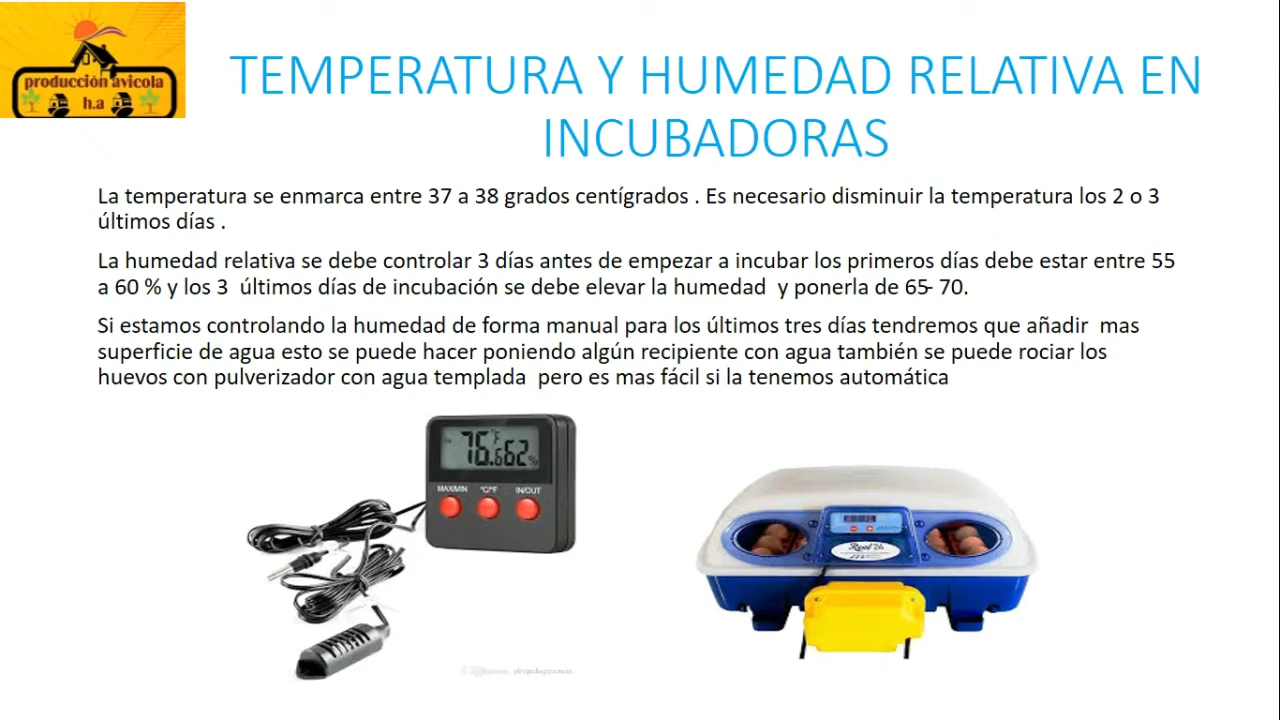 producción avicola
h.a
TEMPERATURA Y HUMEDAD RELATIVA EN
INCUBADORAS
La temperatura se enmarca entre 37 a 38 grados centígrados . Es necesario disminuir la temperatura los 2 o 3
últimos días .
La humedad relativa se debe controlar 3 días antes de empezar a incubar los primeros días debe estar entre 55
a 60 % y los 3 últimos días de incubación se debe elevar la humedad y ponerla de 65- 70.
Si estamos controlando la humedad de forma manual para los últimos tres días tendremos que añadir mas
superficie de agua esto se puede hacer poniendo algún recipiente con agua también se puede rociar los
huevos con pulverizador con agua templada pero es mas fácil si la tenemos automática
76.6 °F 62%
MAX/MIN °C/°F IN/OUT
Real 24